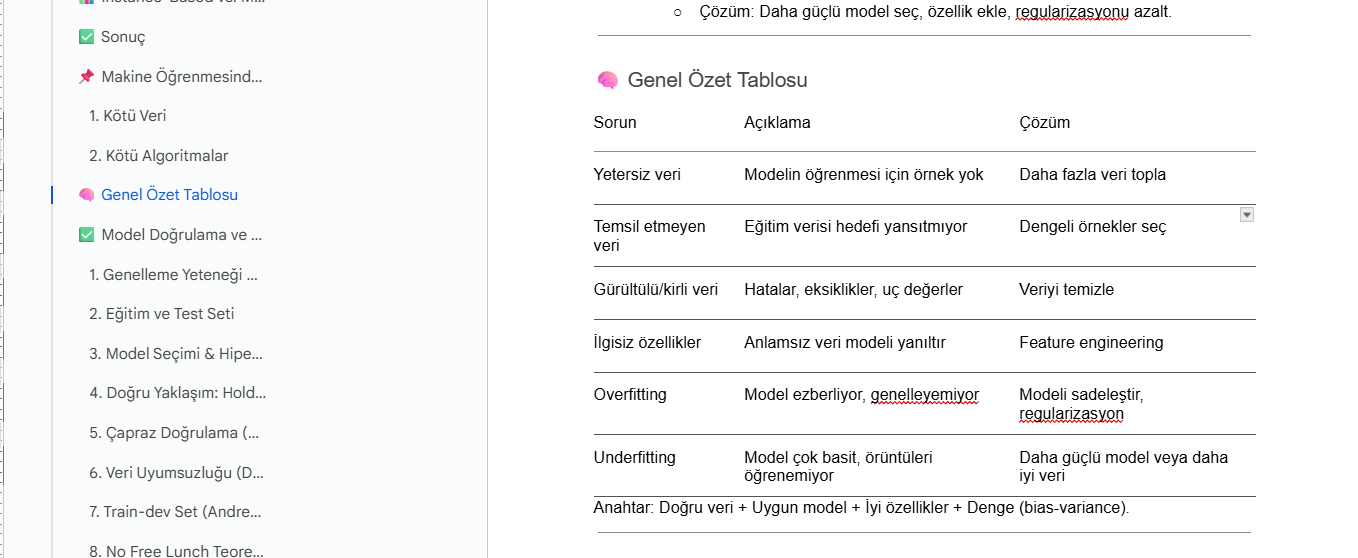 Sonuç
Makine Öğrenmesind...
1. Kötü Veri
2. Kötü Algoritmalar
Genel Özet Tablosu
Model Doğrulama ve ...
1. Genelleme Yeteneği ...
2. Eğitim ve Test Seti
3. Model Seçimi & Hipe...
4. Doğru Yaklaşım: Hold...
5. Çapraz Doğrulama (...
6. Veri Uyumsuzluğu (D...
7. Train-dev Set (Andre...
8. No Free Lunch Teore...
○ Çözüm: Daha güçlü model seç, özellik ekle, regularizasyonu azalt.
Genel Özet Tablosu
Sorun Açıklama Çözüm
Yetersiz veri Modelin öğrenmesi için örnek yok Daha fazla veri topla
Temsil etmeyen Eğitim verisi hedefi yansıtmıyor Dengeli örnekler seç
veri
Gürültülü/kirli veri Hatalar, eksiklikler, uç değerler Veriyi temizle
İlgisiz özellikler Anlamsız veri modeli yanıltır Feature engineering
Overfitting Model ezberliyor, genelleyemiyor Modeli sadeleştir,
regularizasyon
Underfitting Model çok basit, örüntüleri Daha güçlü model veya daha
öğrenemiyor iyi veri
Anahtar: Doğru veri + Uygun model + İyi özellikler + Denge (bias-variance).